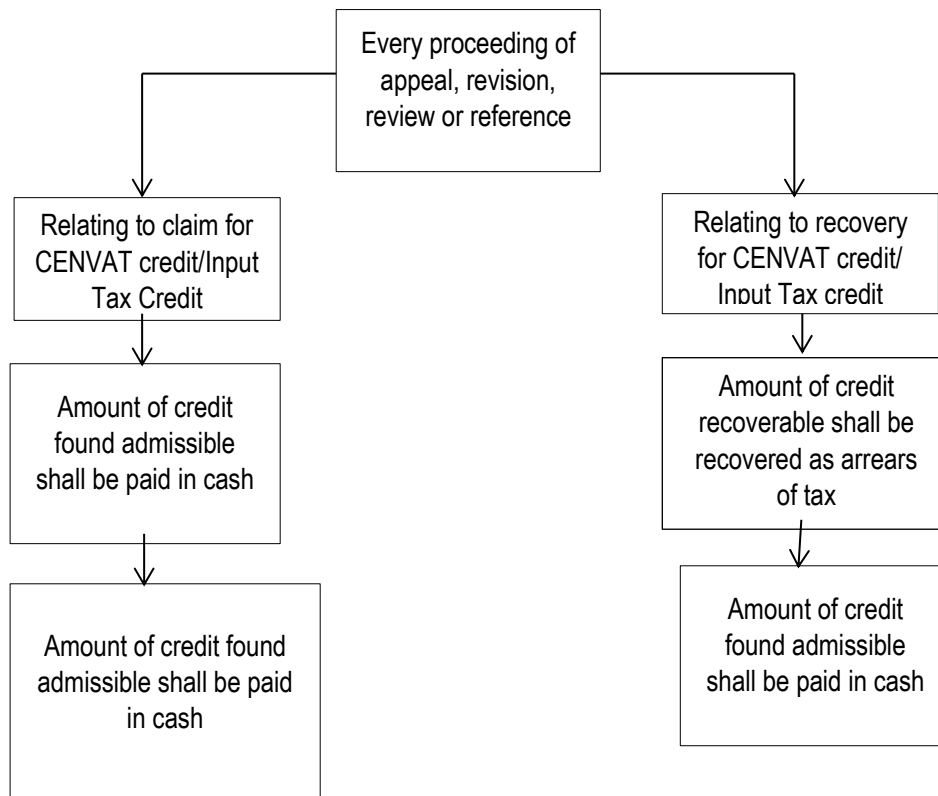 Every proceeding of
appeal, revision,
review or reference
Relating to claim for
CENVAT credit/Input
Tax Credit
Relating to recovery
for CENVAT credit/
Input Tax credit
Amount of credit
found admissible
shall be paid in cash
Amount of credit
recoverable shall be
recovered as arrears
of tax
Amount of credit found
admissible shall be paid
in cash
Amount of credit
found admissible
shall be paid in cash